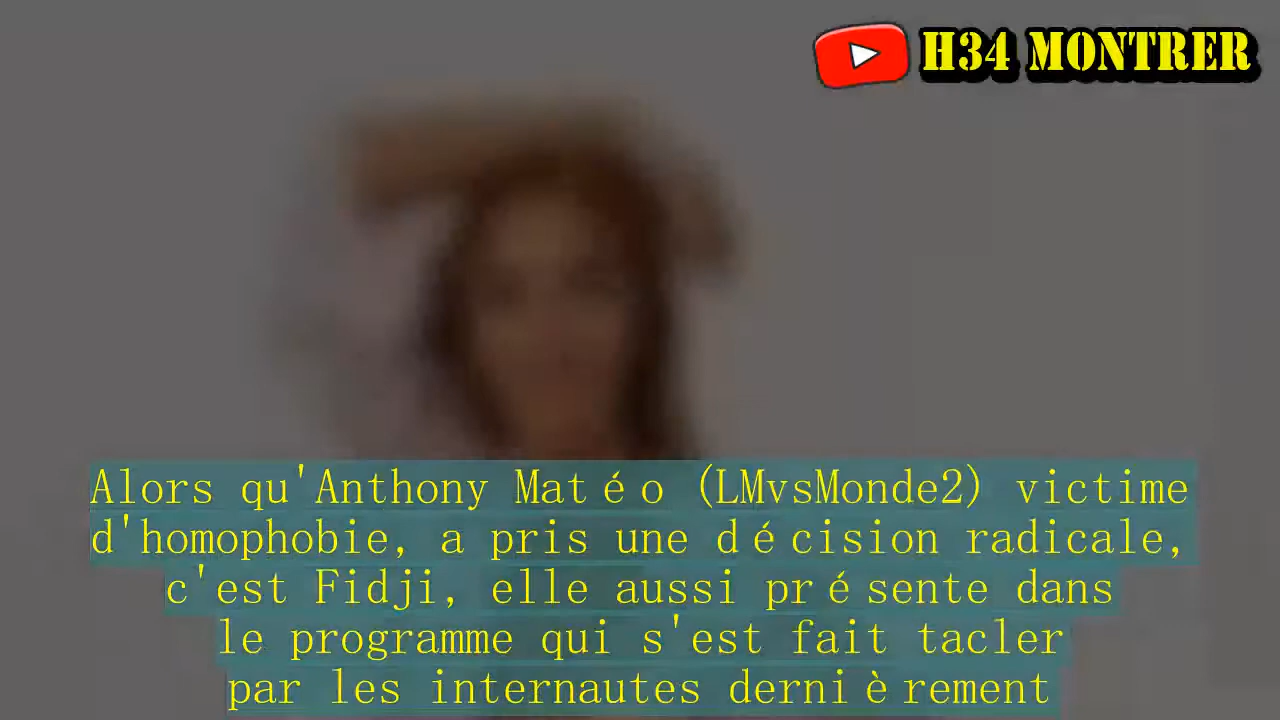 H34 MONTRER
Alors qu'Anthony Matéo (LMvsMonde2) victime
d'homophobie, a pris une décision radicale,
c'est Fidji, elle aussi présente dans
le programme qui s'est fait tacler
par les internautes dernièrement